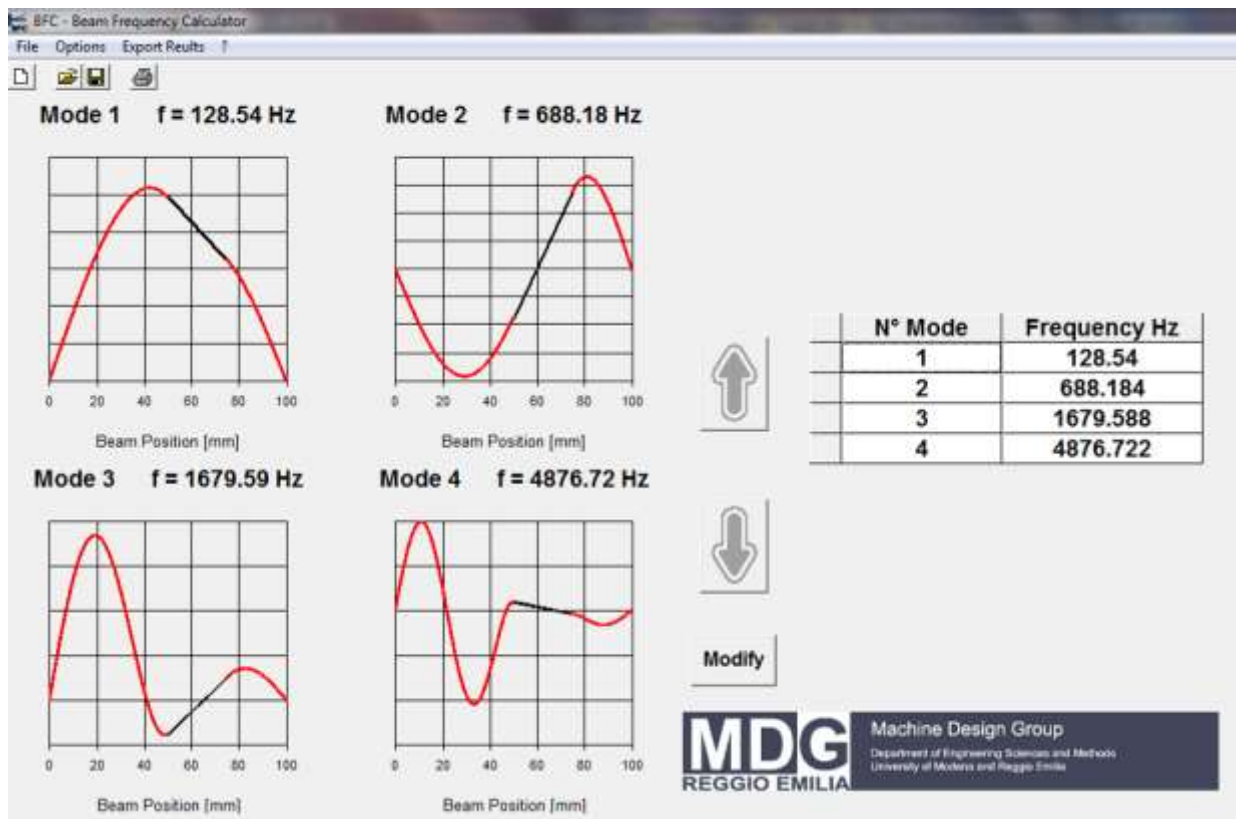 BFC - Beam Frequency Calculator
File Options Export Reults ?
Mode 1 f = 128.54 Hz
Mode 2 f = 688.18 Hz
0 20 40 60 80 100
Beam Position [mm]
0 20 40 60 80 100
Beam Position [mm]
Mode 3 f = 1679.59 Hz
Mode 4 f = 4876.72 Hz
0 20 40 60 80 100
Beam Position [mm]
0 20 40 60 80 100
Beam Position [mm]
N° Mode Frequency Hz
1 128.54
2 688.184
3 1679.588
4 4876.722
Modify
MDG
REGGIO EMILIA
Machine Design Group
Department of Engineering Sciences and Methods
University of Modena and Reggio Emilia